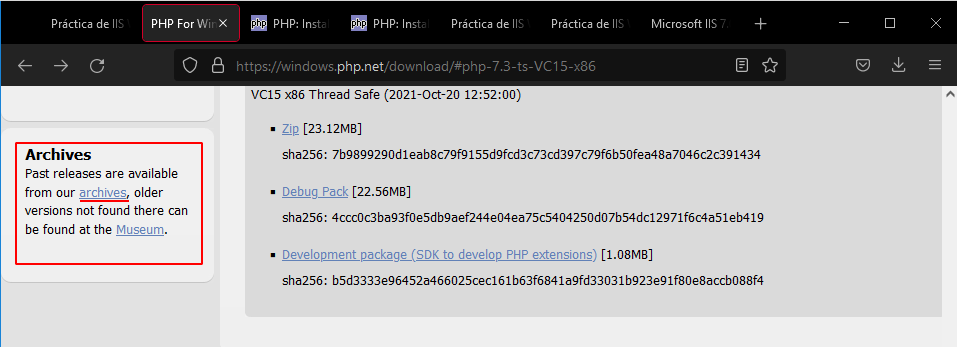 Práctica de IIS
PHP For Win
PHP: Instal
PHP: Instal
Práctica de IIS
Práctica de IIS
Microsoft IIS 7.
https://windows.php.net/download/#php-7.3-ts-VC15-x86
VC15 x86 Thread Safe (2021-Oct-20 12:52:00)
Zip [23.12MB]
sha256: 7b9899290d1eab8c79f9155d9fcd3c73cd397c79f6b50fea48a7046c2c391434
Debug Pack [22.56MB]
sha256: 4ccc0c3ba93f0e5db9aef244e04ea75c5404250d07b54dc12971f6c4a51eb419
Development package (SDK to develop PHP extensions) [1.08MB]
sha256: b5d3333e96452a466025cec161b63f6841a9fd33031b923e91f80e8accb088f4
Archives
Past releases are available
from our archives, older
versions not found there can
be found at the Museum.